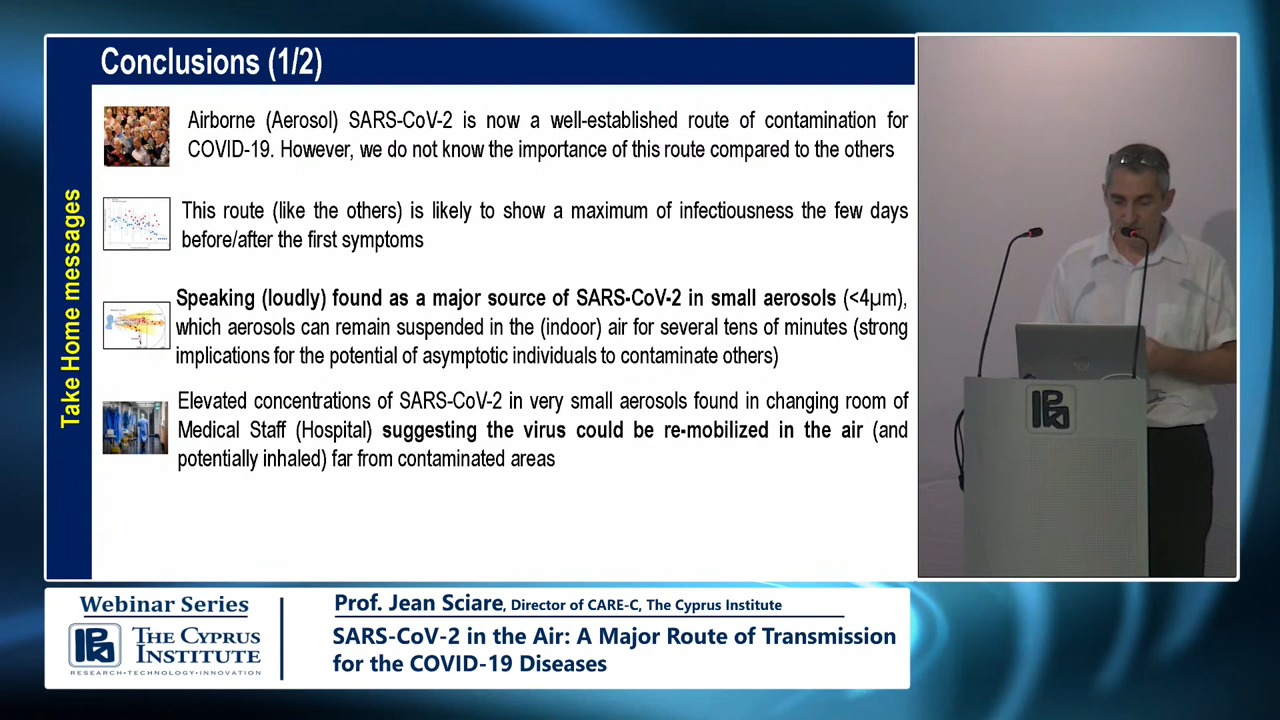 Conclusions (1/2)
Take Home messages
Airborne (Aerosol) SARS-CoV-2 is now a well-established route of contamination for
COVID-19. However, we do not know the importance of this route compared to the others
This route (like the others) is likely to show a maximum of infectiousness the few days
before/after the first symptoms
Speaking (loudly) found as a major source of SARS-CoV-2 in small aerosols (<4µm),
which aerosols can remain suspended in the (indoor) air for several tens of minutes (strong
implications for the potential of asymptotic individuals to contaminate others)
Elevated concentrations of SARS-CoV-2 in very small aerosols found in changing room of
Medical Staff (Hospital) suggesting the virus could be re-mobilized in the air (and
potentially inhaled) far from contaminated areas
Webinar Series
THE CYPRUS
INSTITUTE
RESEARCH•TECHNOLOGY•INNOVATION
Prof. Jean Sciare, Director of CARE-C, The Cyprus Institute
SARS-CoV-2 in the Air: A Major Route of Transmission
for the COVID-19 Diseases